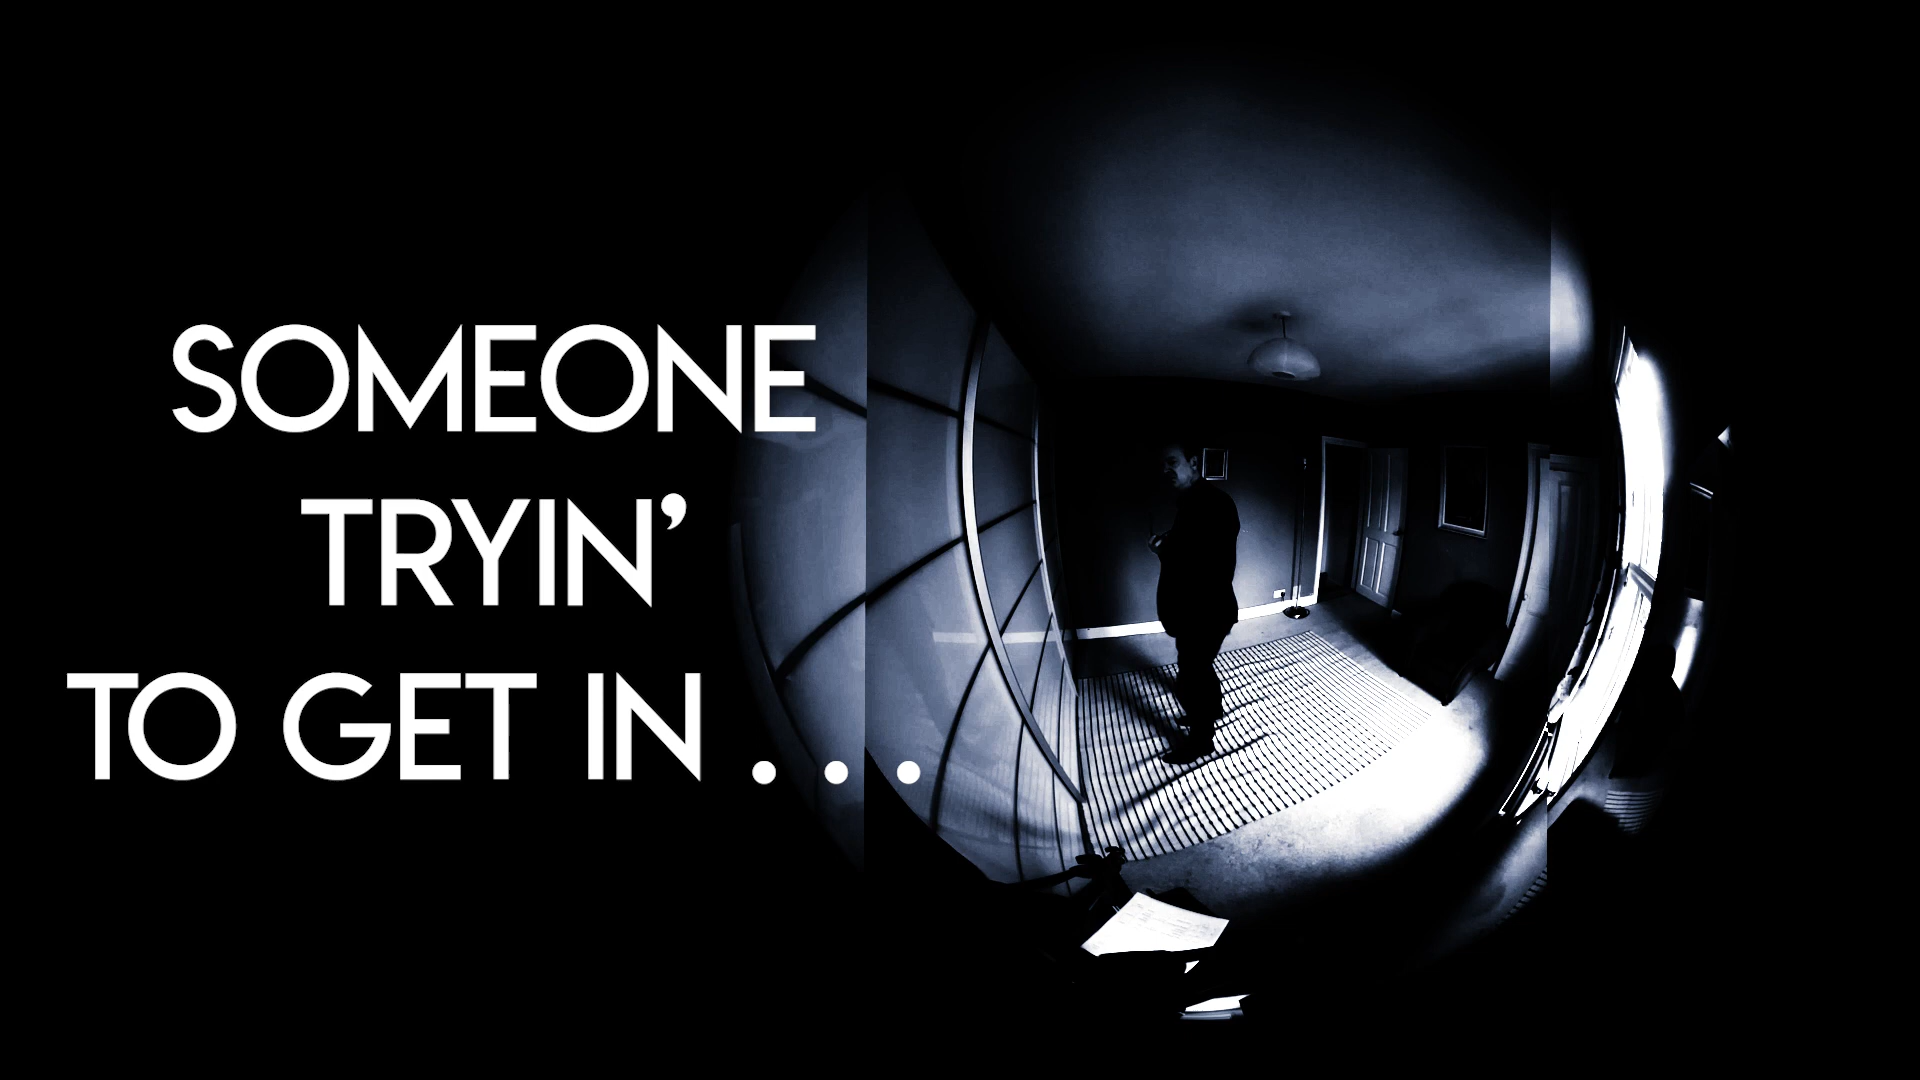 SOMEONE
TRYIN’
TO GET IN . . .